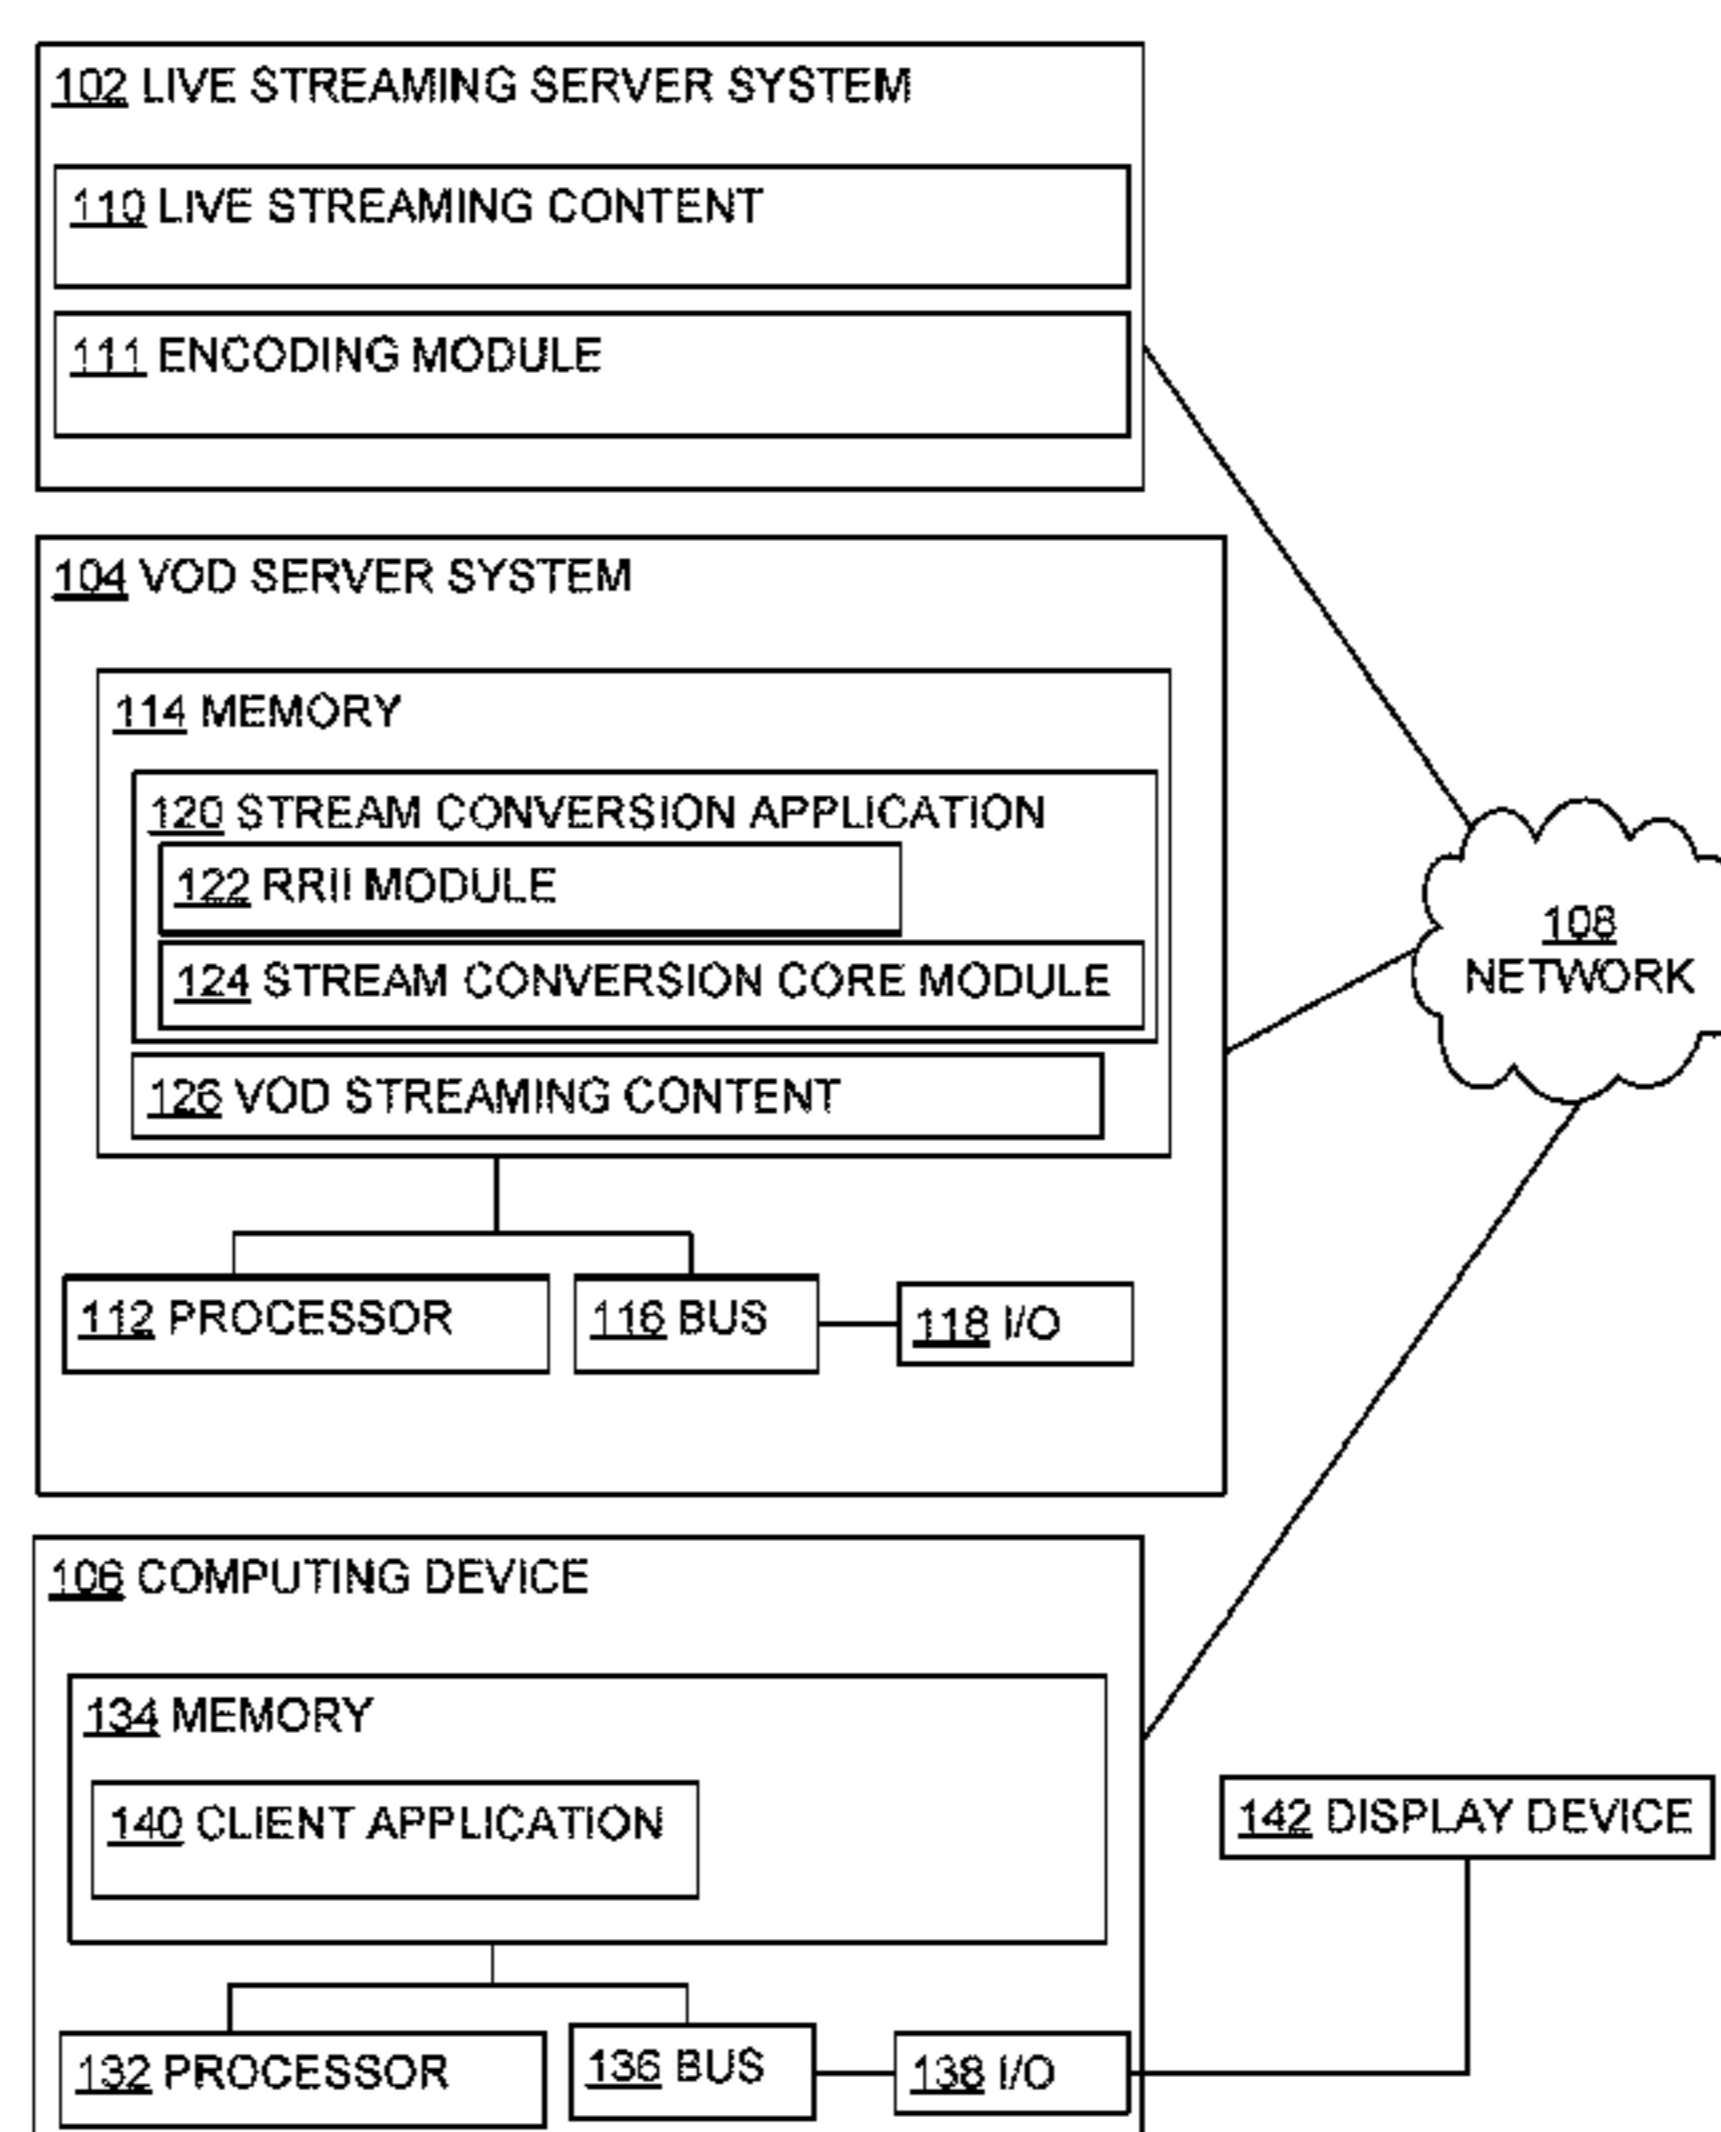 102 LIVE STREAMING SERVER SYSTEM
110 LIVE STREAMING CONTENT
111 ENCODING MODULE
104 VOD SERVER SYSTEM
114 MEMORY
120 STREAM CONVERSION APPLICATION
122 RRII MODULE
124 STREAM CONVERSION CORE MODULE
126 VOD STREAMING CONTENT
112 PROCESSOR
116 BUS
118 I/O
108
NETWORK
106 COMPUTING DEVICE
134 MEMORY
140 CLIENT APPLICATION
142 DISPLAY DEVICE
132 PROCESSOR
136 BUS
138 I/O